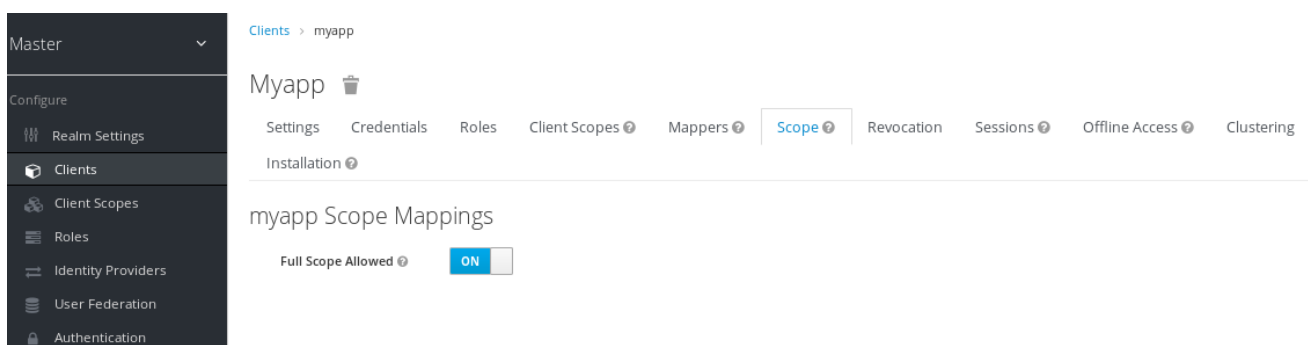 Master
Configure
Realm Settings
Clients
Client Scopes
Roles
Identity Providers
User Federation
Authentication
Clients > myapp
Myapp
Settings Credentials Roles Client Scopes Mappers Scope Revocation Sessions Offline Access Clustering
Installation
myapp Scope Mappings
Full Scope Allowed ON